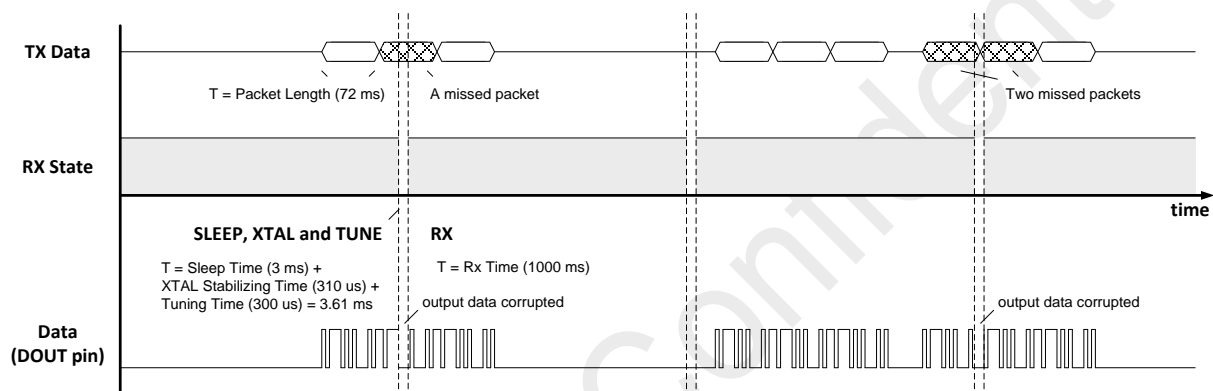 TX Data
T = Packet Length (72 ms)
A missed packet
Two missed packets
RX State
time
SLEEP, XTAL and TUNE
RX
T = Sleep Time (3 ms) +
XTAL Stabilizing Time (310 us) +
Tuning Time (300 us) = 3.61 ms
T = Rx Time (1000 ms)
output data corrupted
output data corrupted
Data
(DOUT pin)
Confident